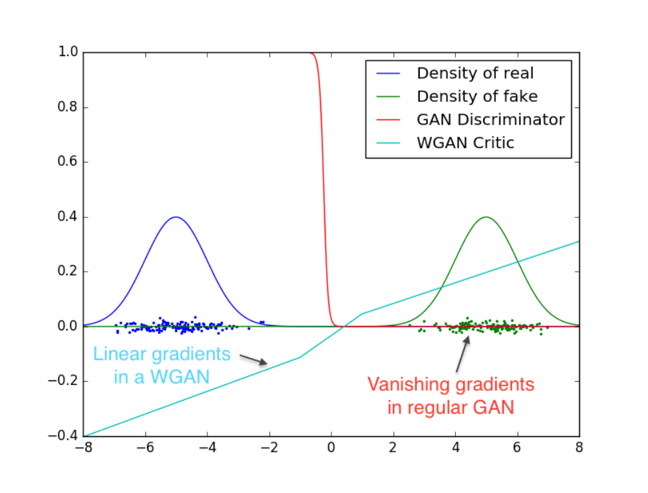 1.0
0.8
0.6
0.4
0.2
0.0
−0.2
−0.4
−8
−6
−4
−2
0
2
4
6
8
Density of real
Density of fake
GAN Discriminator
WGAN Critic
Linear gradients
in a WGAN
Vanishing gradients
in regular GAN